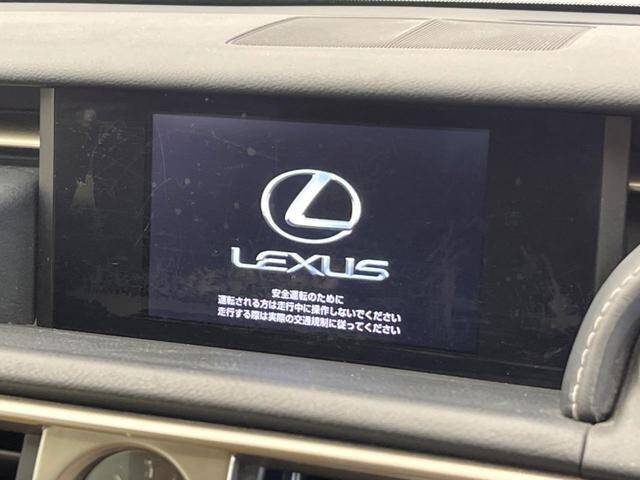 LEXUS
安全運転のために
運転される方は走行中に操作しないでください
走行する際は実際の交通規制に従ってください